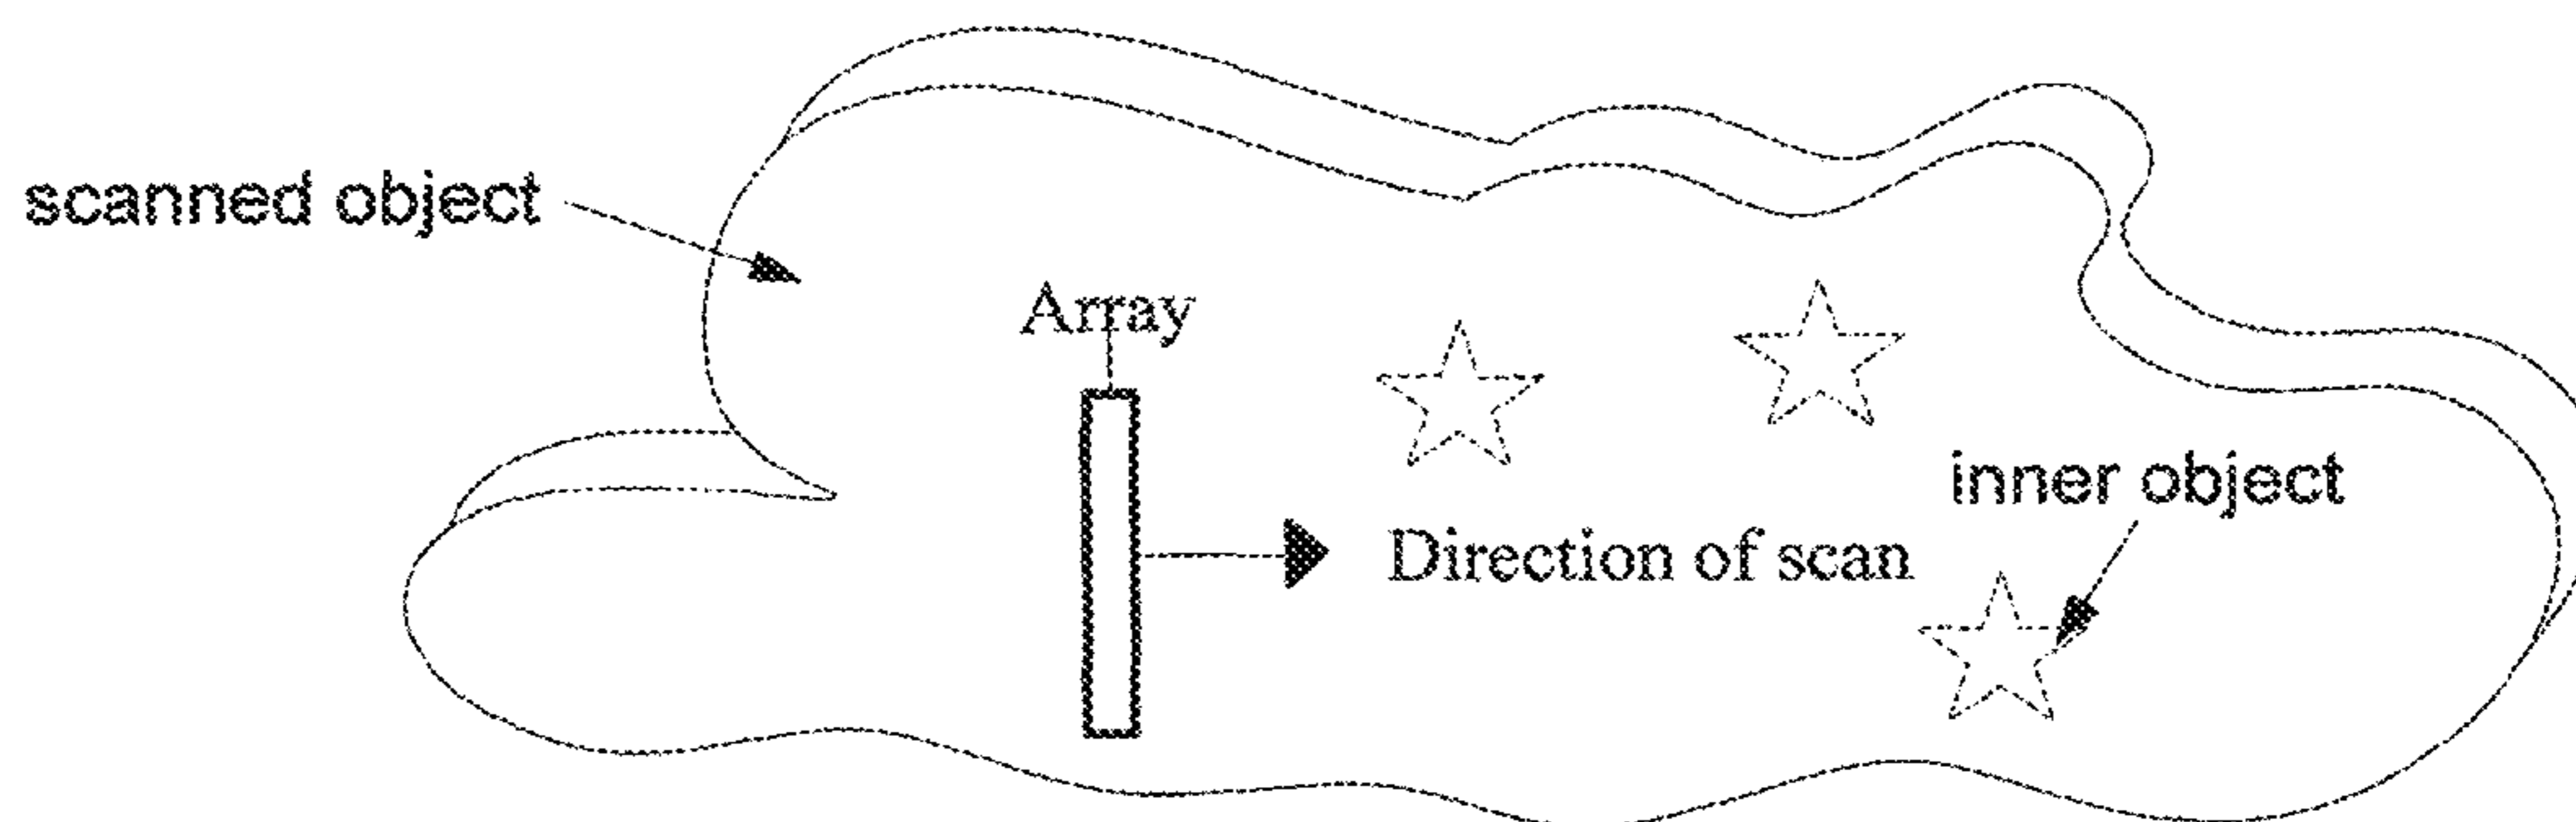 scanned object
Array
inner object
Direction of scan